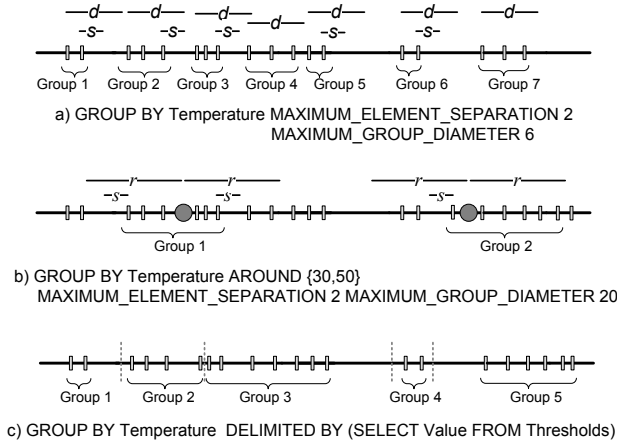 d d d d d d
-s- -s- -s- -s- -s-
Group 1 Group 2 Group 3 Group 4 Group 5 Group 6 Group 7
a) GROUP BY Temperature MAXIMUM_ELEMENT_SEPARATION 2
MAXIMUM_GROUP_DIAMETER 6
r r r r
-s- -s- -s-
Group 1 Group 2
b) GROUP BY Temperature AROUND {30,50}
MAXIMUM_ELEMENT_SEPARATION 2 MAXIMUM_GROUP_DIAMETER 20
Group 1 Group 2 Group 3 Group 4 Group 5
c) GROUP BY Temperature DELIMITED BY (SELECT Value FROM Thresholds)